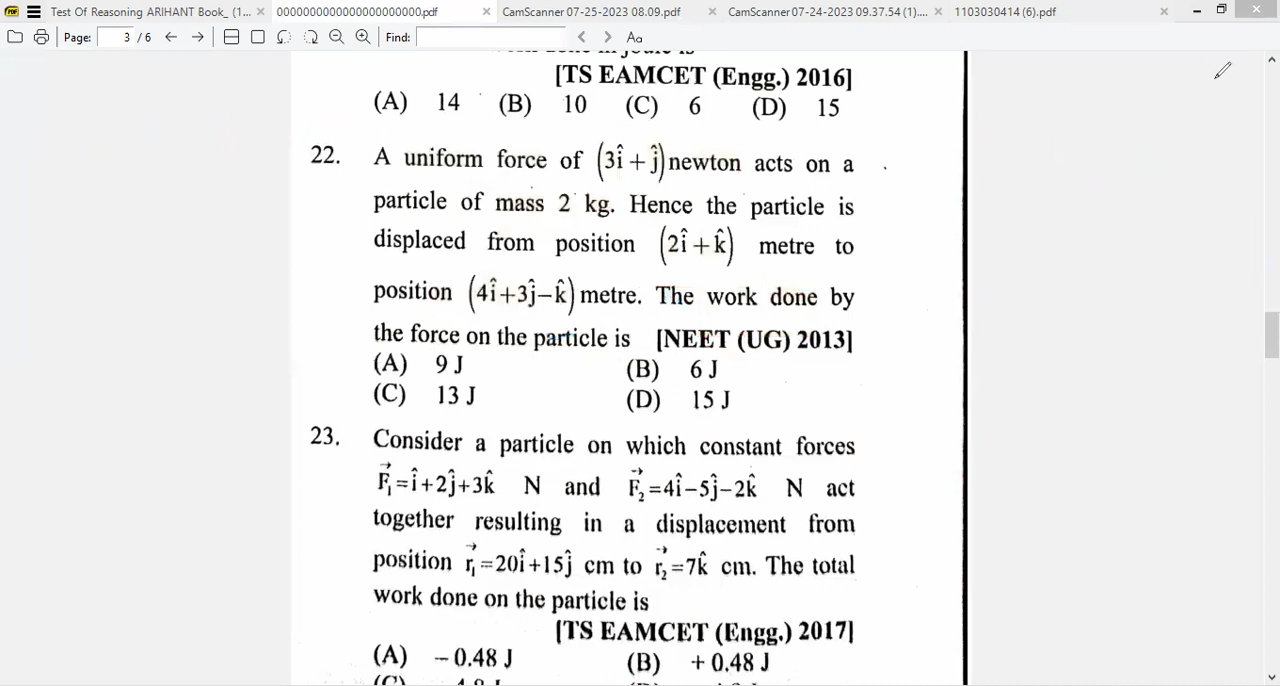 Test Of Reasoning ARIHANT Book_ (1... × 0000000000000000000000.pdf × CamScanner 07-25-2023 08.09.pdf × CamScanner 07-24-2023 09.37.54 (1).... × 1103030414 (6).pdf ×
Page: 3 / 6 Find: Aa
[TS EAMCET (Engg.) 2016]
(A) 14 (B) 10 (C) 6 (D) 15
22. A uniform force of (3î + ĵ) newton acts on a
particle of mass 2 kg. Hence the particle is
displaced from position (2î + k̂) metre to
position (4î+3ĵ–k̂) metre. The work done by
the force on the particle is [NEET (UG) 2013]
(A) 9 J (B) 6 J
(C) 13 J (D) 15 J
23. Consider a particle on which constant forces
F⃗₁=î+2ĵ+3k̂ N and F⃗₂=4î–5ĵ–2k̂ N act
together resulting in a displacement from
position r⃗₁=20î+15ĵ cm to r⃗₂=7k̂ cm. The total
work done on the particle is
[TS EAMCET (Engg.) 2017]
(A) – 0.48 J (B) + 0.48 J